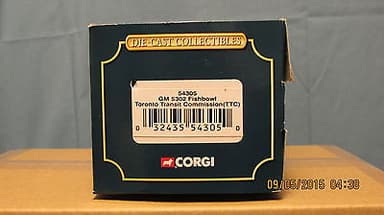 DIE-CAST COLLECTIBLES
54305
GM 5302 Fishbowl
Toronto Transit Commission(TTC)
0 32435 54305 0
CORGI
09/05/2015 04:30